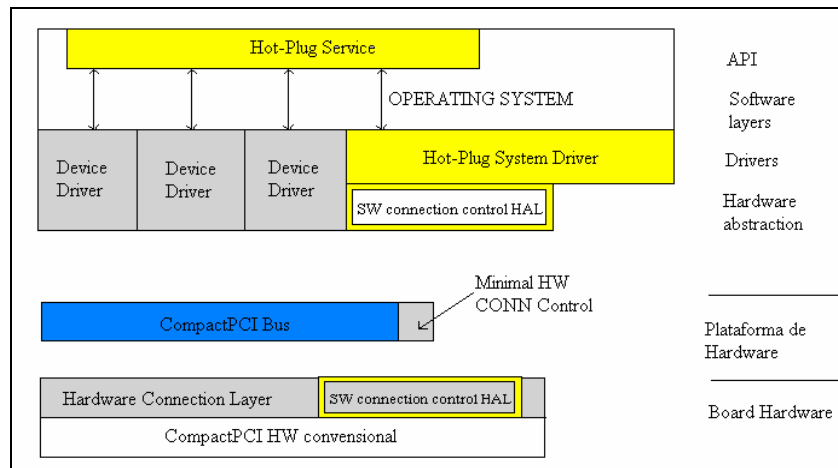 Hot-Plug Service
API
OPERATING SYSTEM
Software
layers
Device
Driver
Device
Driver
Device
Driver
Hot-Plug System Driver
Drivers
SW connection control HAL
Hardware
abstraction
Minimal HW
CONN Control
CompactPCI Bus
Plataforma de
Hardware
Hardware Connection Layer
SW connection control HAL
Board Hardware
CompactPCI HW convensional